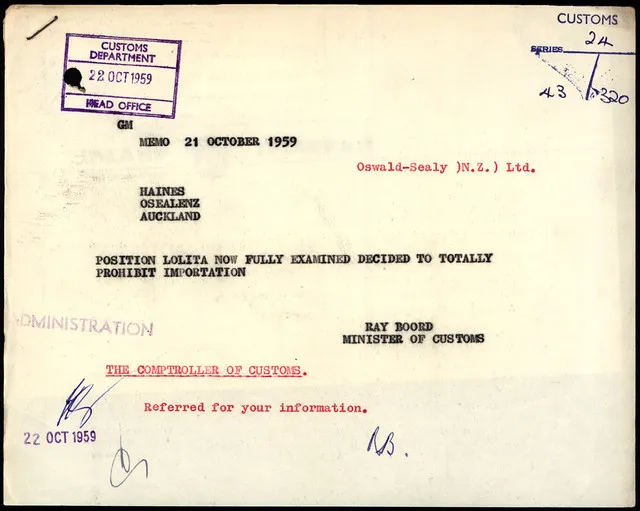 CUSTOMS
24
SERIES
43 320
CUSTOMS
DEPARTMENT
22 OCT 1959
HEAD OFFICE
GM
MEMO 21 OCTOBER 1959
Oswald-Sealy )N.Z.) Ltd.
HAINES
OSEALENZ
AUCKLAND
POSITION LOLITA NOW FULLY EXAMINED DECIDED TO TOTALLY
PROHIBIT IMPORTATION
RAY BOORD
MINISTER OF CUSTOMS
ADMINISTRATION
THE COMPTROLLER OF CUSTOMS.
Referred for your information.
22 OCT 1959
RB.